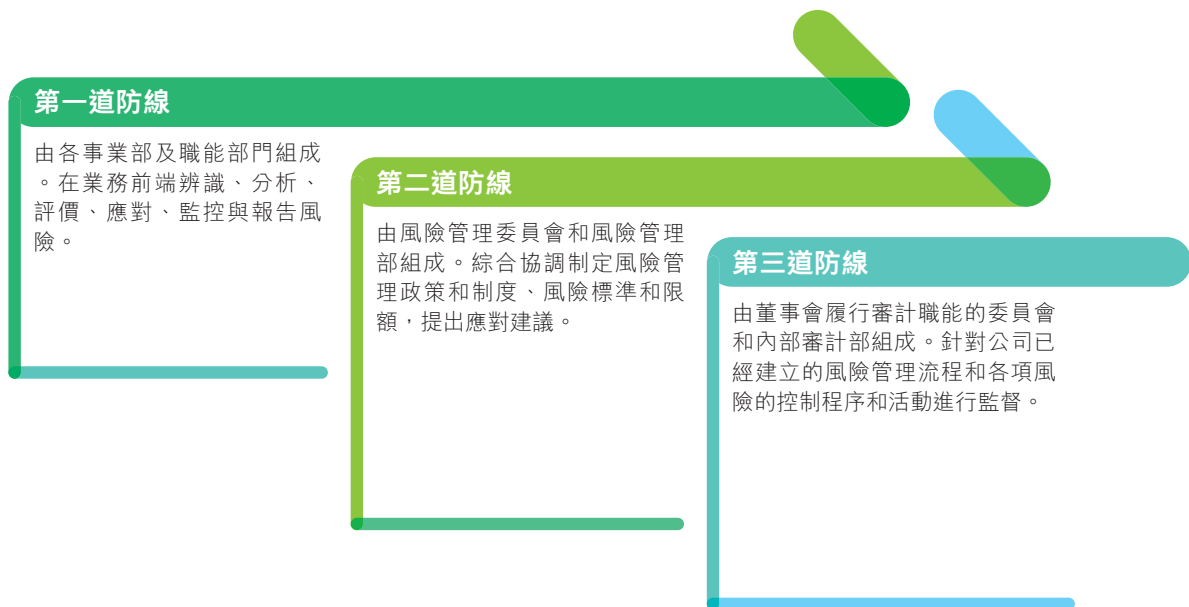 第一道防線
由各事業部及職能部門組成
。在業務前端辨識、分析、
評價、應對、監控與報告風
險。
第二道防線
由風險管理委員會和風險管理
部組成。綜合協調制定風險管
理政策和制度、風險標準和限
額，提出應對建議。
第三道防線
由董事會履行審計職能的委員會
和內部審計部組成。針對公司已
經建立的風險管理流程和各項風
險的控制程序和活動進行監督。